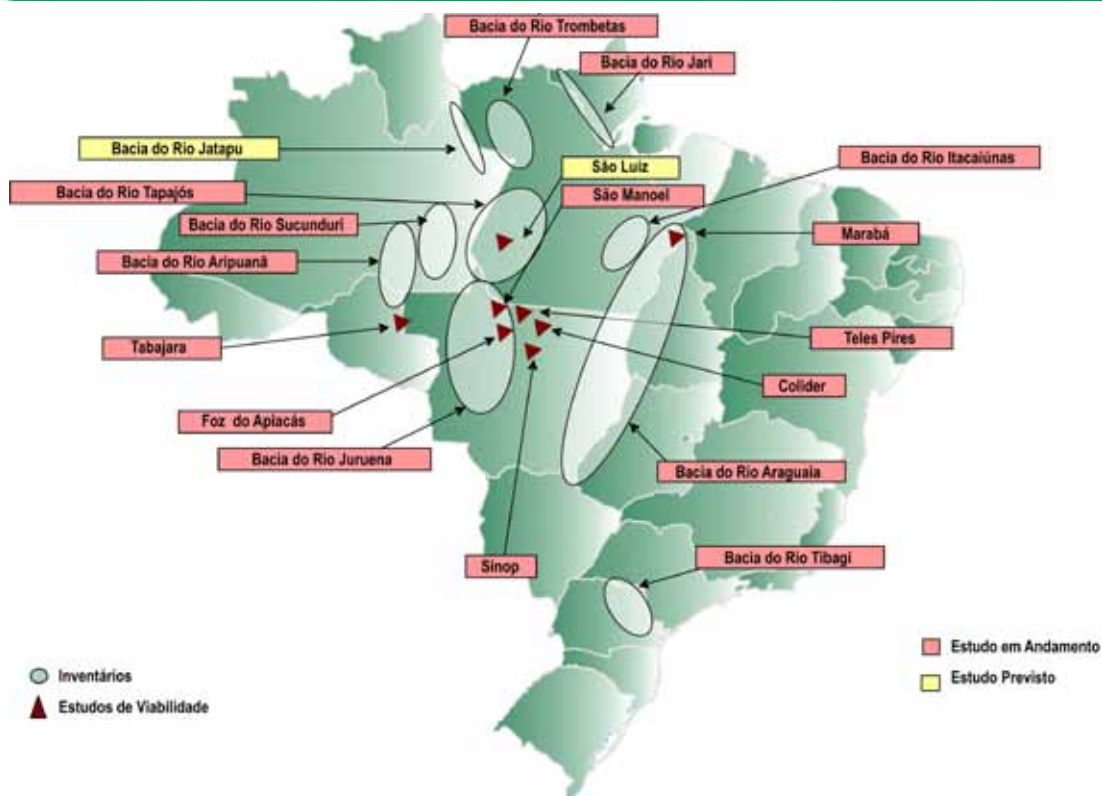 Bacia do Rio Trombetas
Bacia do Rio Jari
Bacia do Rio Jatapu
São Luiz
Bacia do Rio Itacaiúnas
Bacia do Rio Tapajós
São Manoel
Bacia do Rio Sucunduri
Marabá
Bacia do Rio Aripuanã
Tabajara
Teles Pires
Colider
Foz do Apiacás
Bacia do Rio Juruena
Bacia do Rio Araguaia
Sinop
Bacia do Rio Tibagi
Inventários
Estudos de Viabilidade
Estudo em Andamento
Estudo Previsto